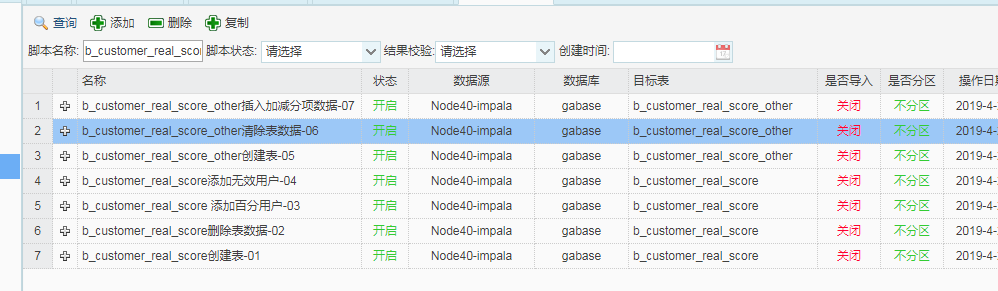 查询 添加 删除 复制
脚本名称: b_customer_real_sco 脚本状态: 请选择 结果校验: 请选择 创建时间:
名称 状态 数据源 数据库 目标表 是否导入 是否分区 操作日
1 b_customer_real_score_other插入加减分项数据-07 开启 Node40-impala gabase b_customer_real_score_other 关闭 不分区 2019-4-
2 b_customer_real_score_other清除表数据-06 开启 Node40-impala gabase b_customer_real_score_other 关闭 不分区 2019-4-
3 b_customer_real_score_other创建表-05 开启 Node40-impala gabase b_customer_real_score_other 关闭 不分区 2019-4-
4 b_customer_real_score添加无效用户-04 开启 Node40-impala gabase b_customer_real_score 关闭 不分区 2019-4-
5 b_customer_real_score 添加百分用户-03 开启 Node40-impala gabase b_customer_real_score 关闭 不分区 2019-4-
6 b_customer_real_score删除表数据-02 开启 Node40-impala gabase b_customer_real_score 关闭 不分区 2019-4-
7 b_customer_real_score创建表-01 开启 Node40-impala gabase b_customer_real_score 关闭 不分区 2019-4-